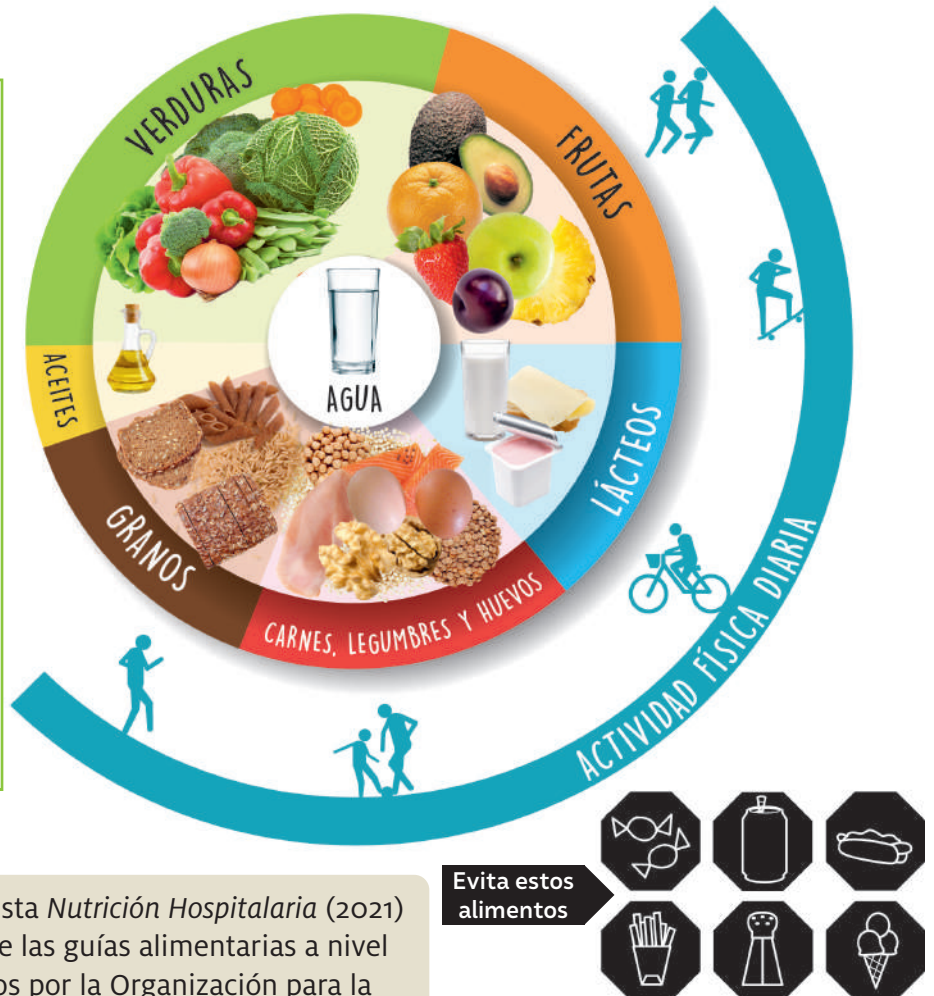 VERDURAS
FRUTAS
ACEITES
AGUA
LÁCTEOS
GRANOS
CARNES, LEGUMBRES Y HUEVOS
ACTIVIDAD FÍSICA DIARIA
Evita estos
alimentos
Nutrición Hospitalaria (2021)
e las guías alimentarias a nivel
os por la Organización para la